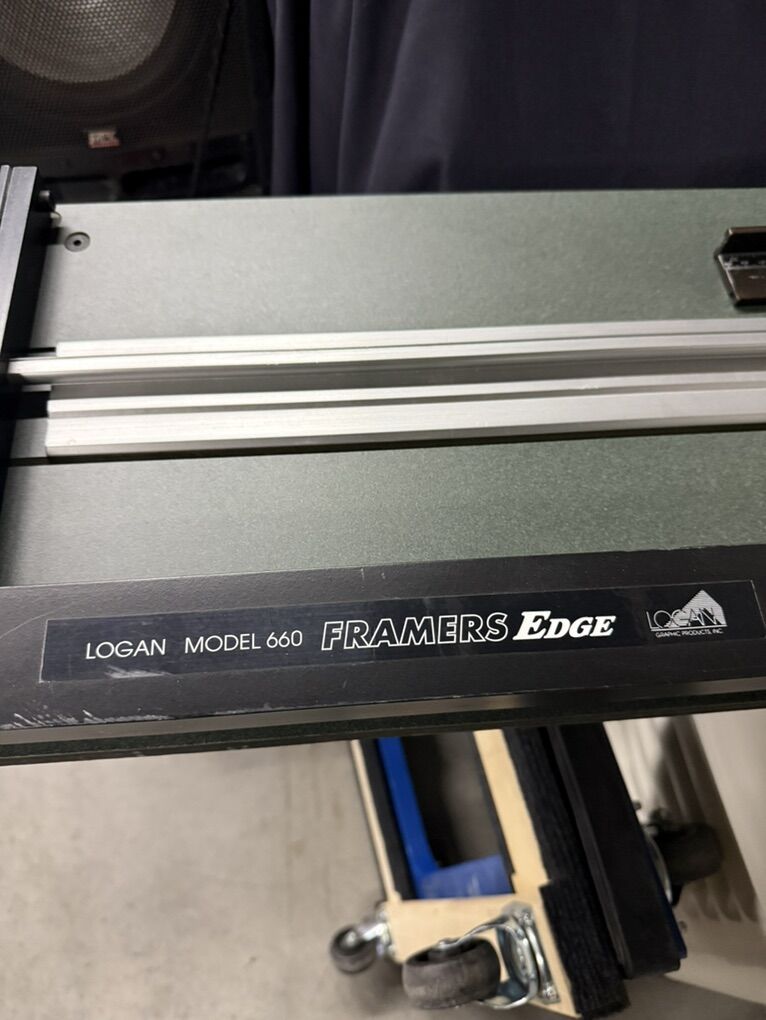 LOGAN MODEL 660 FRAMERS EDGE
LOGAN
GRAPHIC PRODUCTS, INC